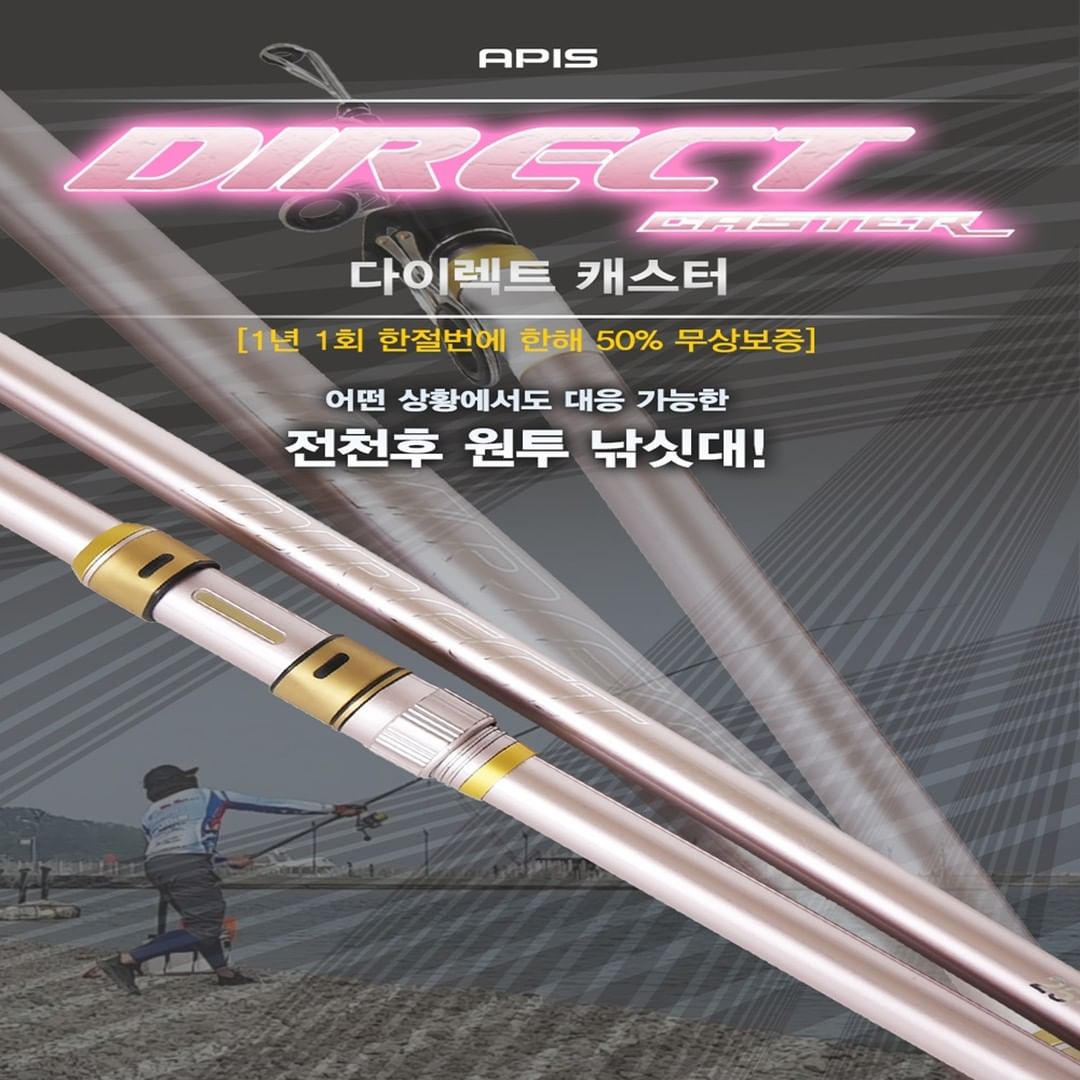 APIS
DIRECT
CASTER
다이렉트 캐스터
[1년 1회 한절번에 한해 50% 무상보증]
어떤 상황에서도 대응 가능한
전천후 원투 낚싯대!
DIRECT